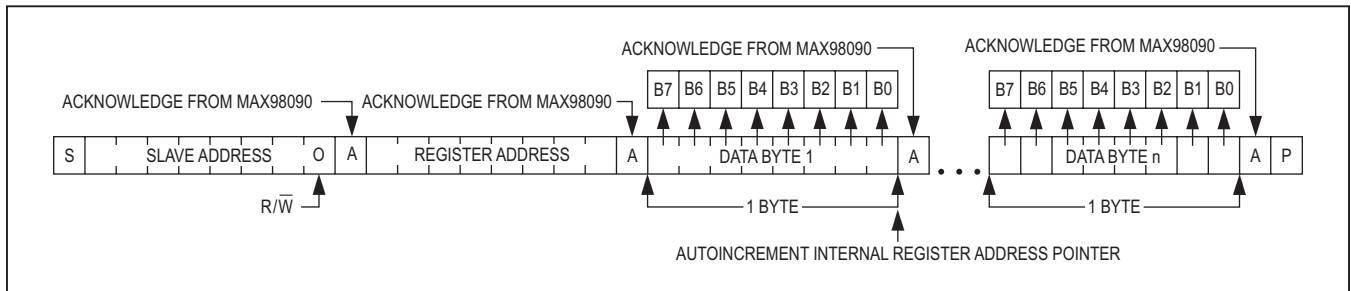 ACKNOWLEDGE FROM MAX98090
ACKNOWLEDGE FROM MAX98090
B7 B6 B5 B4 B3 B2 B1 B0
B7 B6 B5 B4 B3 B2 B1 B0
ACKNOWLEDGE FROM MAX98090
ACKNOWLEDGE FROM MAX98090
S SLAVE ADDRESS O A REGISTER ADDRESS A DATA BYTE 1 A DATA BYTE n A P
R/W̅
1 BYTE
1 BYTE
AUTOINCREMENT INTERNAL REGISTER ADDRESS POINTER